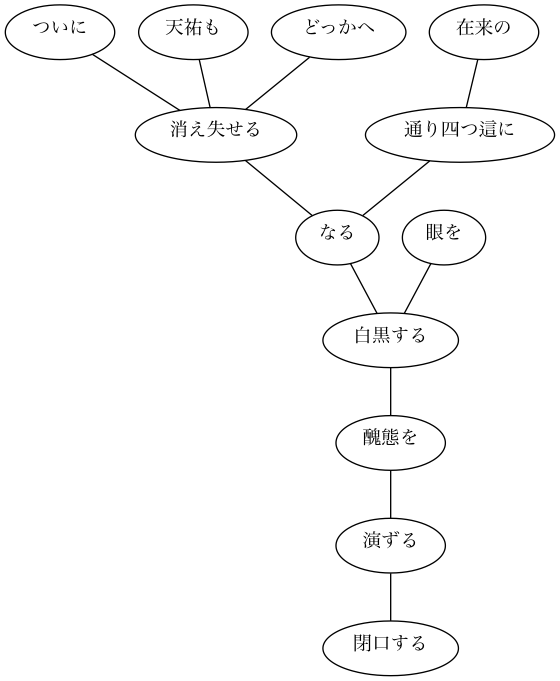 ついに
天祐も
どっかへ
在来の
消え失せる
通り四つ這に
なる
眼を
白黒する
醜態を
演ずる
閉口する